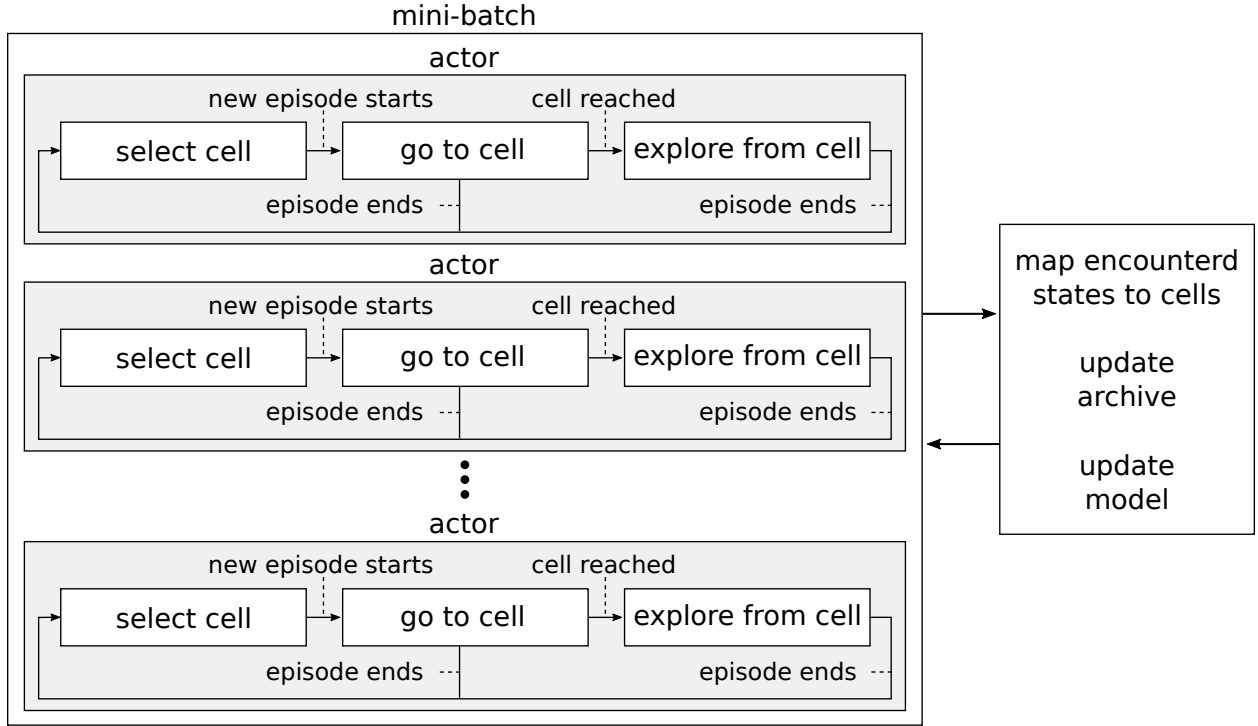 mini-batch
actor
new episode starts
cell reached
select cell
go to cell
explore from cell
episode ends
episode ends
actor
new episode starts
cell reached
select cell
go to cell
explore from cell
episode ends
episode ends
actor
new episode starts
cell reached
select cell
go to cell
explore from cell
episode ends
episode ends
map encounterd
states to cells
update
archive
update
model